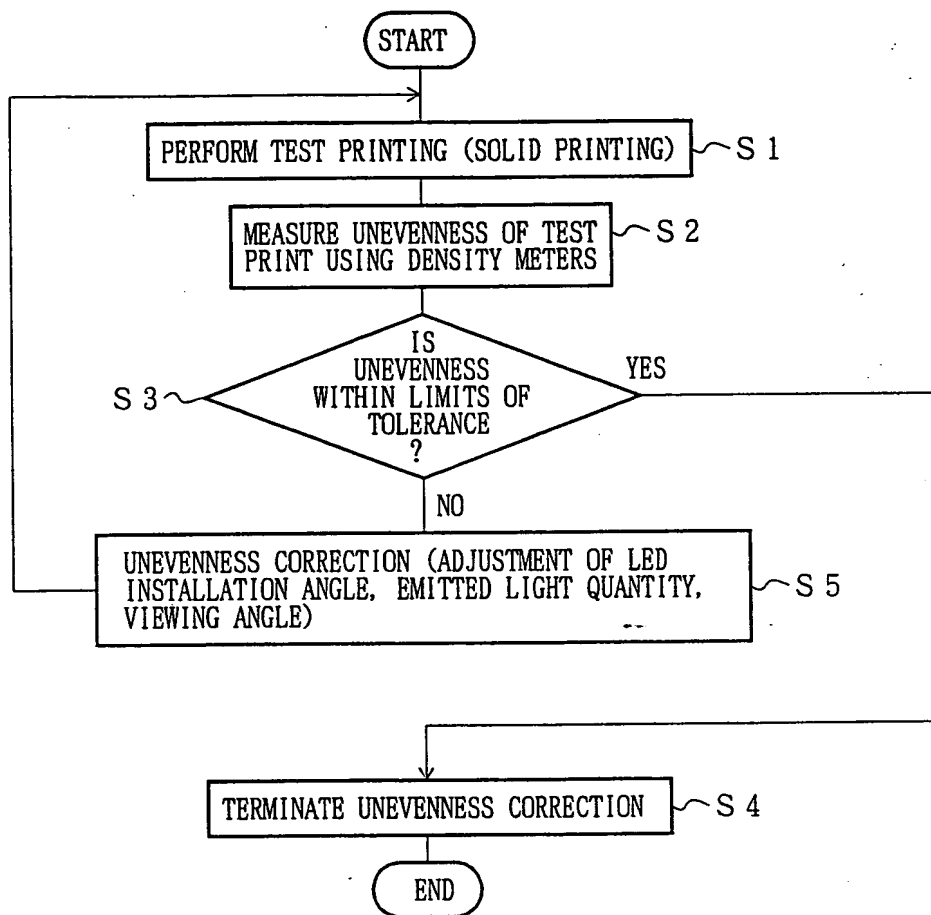 START
PERFORM TEST PRINTING (SOLID PRINTING)
S 1
MEASURE UNEVENNESS OF TEST
PRINT USING DENSITY METERS
S 2
IS
UNEVENNESS
WITHIN LIMITS OF
TOLERANCE
?
S 3
YES
NO
UNEVENNESS CORRECTION (ADJUSTMENT OF LED
INSTALLATION ANGLE, EMITTED LIGHT QUANTITY,
VIEWING ANGLE)
S 5
TERMINATE UNEVENNESS CORRECTION
S 4
END